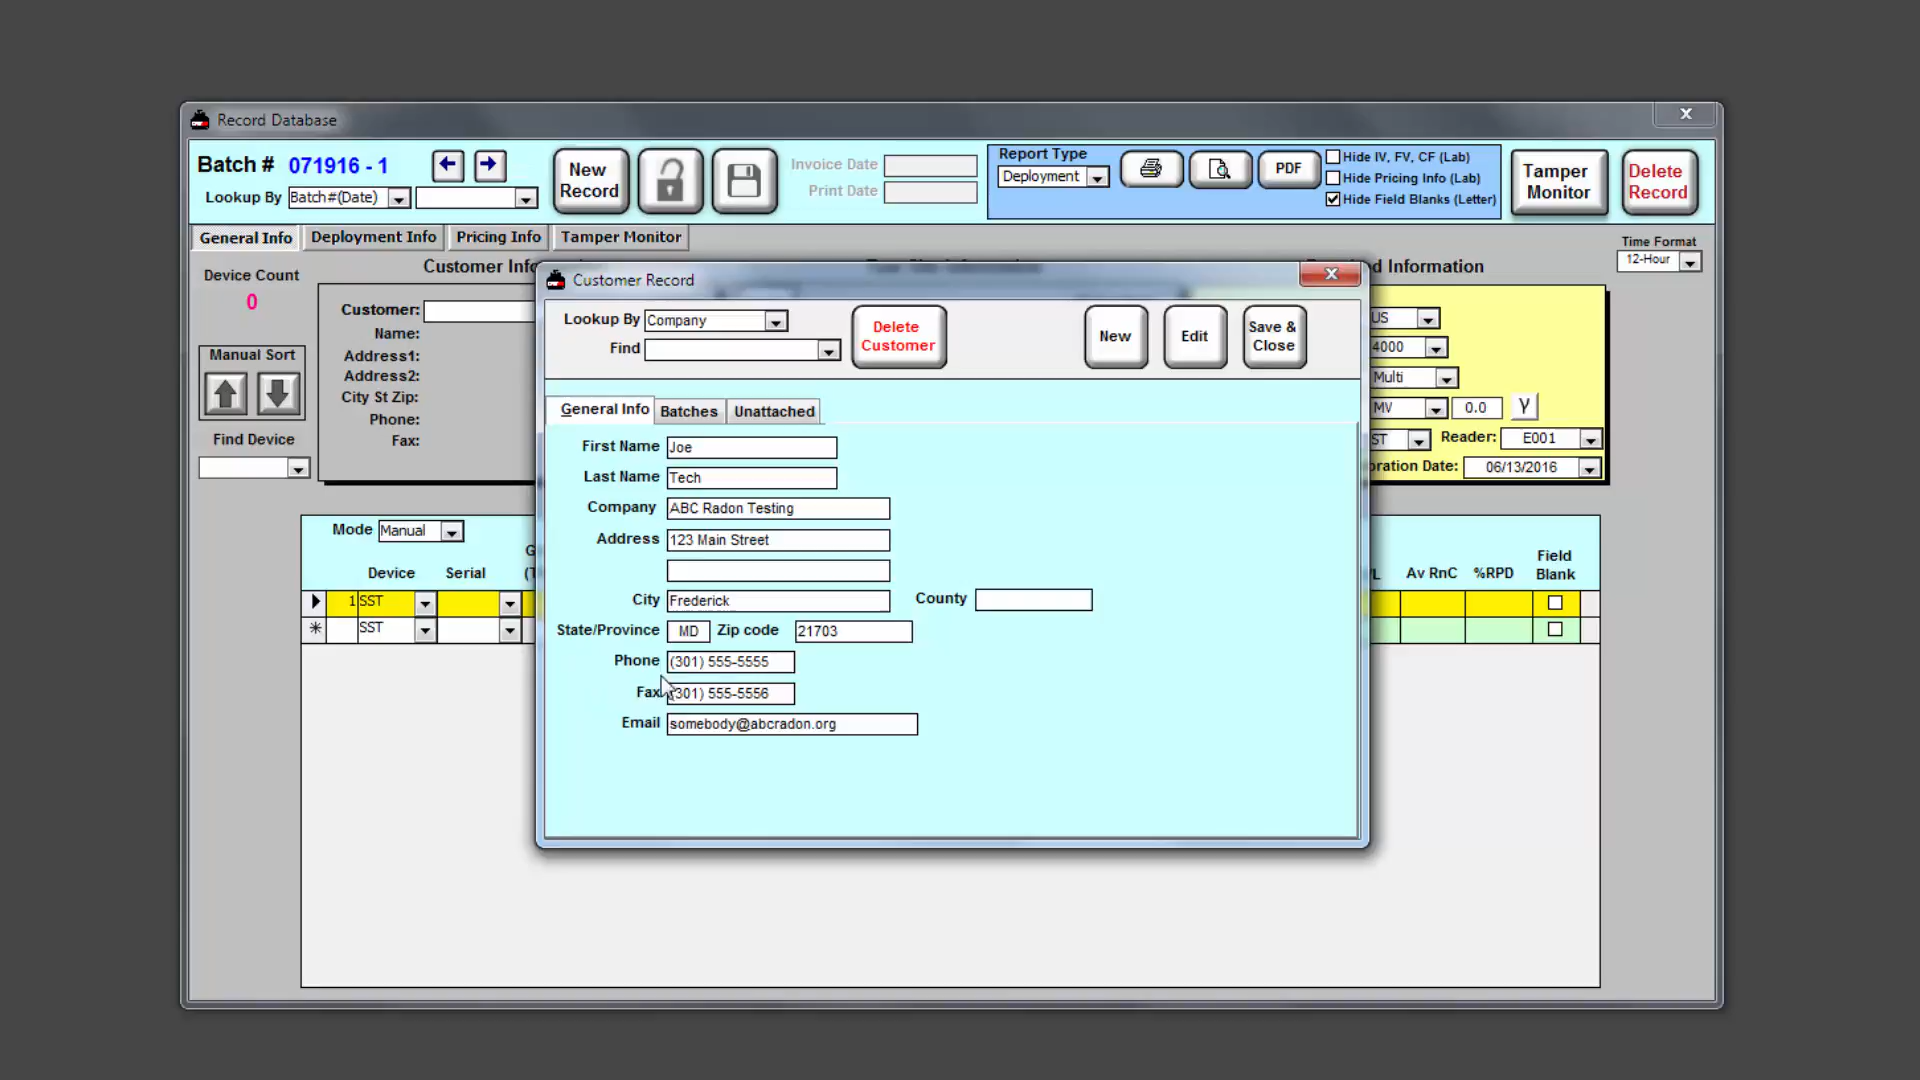 Record Database
X
Batch # 071916 - 1
Lookup By Batch#(Date)
New Record
Invoice Date
Print Date
Report Type
Deployment
PDF
Hide IV, FV, CF (Lab)
Hide Pricing Info (Lab)
Hide Field Blanks (Letter)
Tamper Monitor
Delete Record
General Info Deployment Info Pricing Info Tamper Monitor
Time Format
12-Hour
Device Count
0
Manual Sort
Find Device
Customer:
Name:
Address1:
Address2:
City St Zip:
Phone:
Fax:
Information
US
4000
Multi
MV 0.0 γ
ST Reader: E001
Date: 06/13/2016
Customer Record
X
Lookup By Company
Find
Delete Customer
New
Edit
Save & Close
General Info Batches Unattached
First Name Joe
Last Name Tech
Company ABC Radon Testing
Address 123 Main Street
City Frederick County
State/Province MD Zip code 21703
Phone (301) 555-5555
Fax (301) 555-5556
Email somebody@abcradon.org
Mode Manual
Device Serial
Av RnC %RPD Field Blank
1 SST
* SST